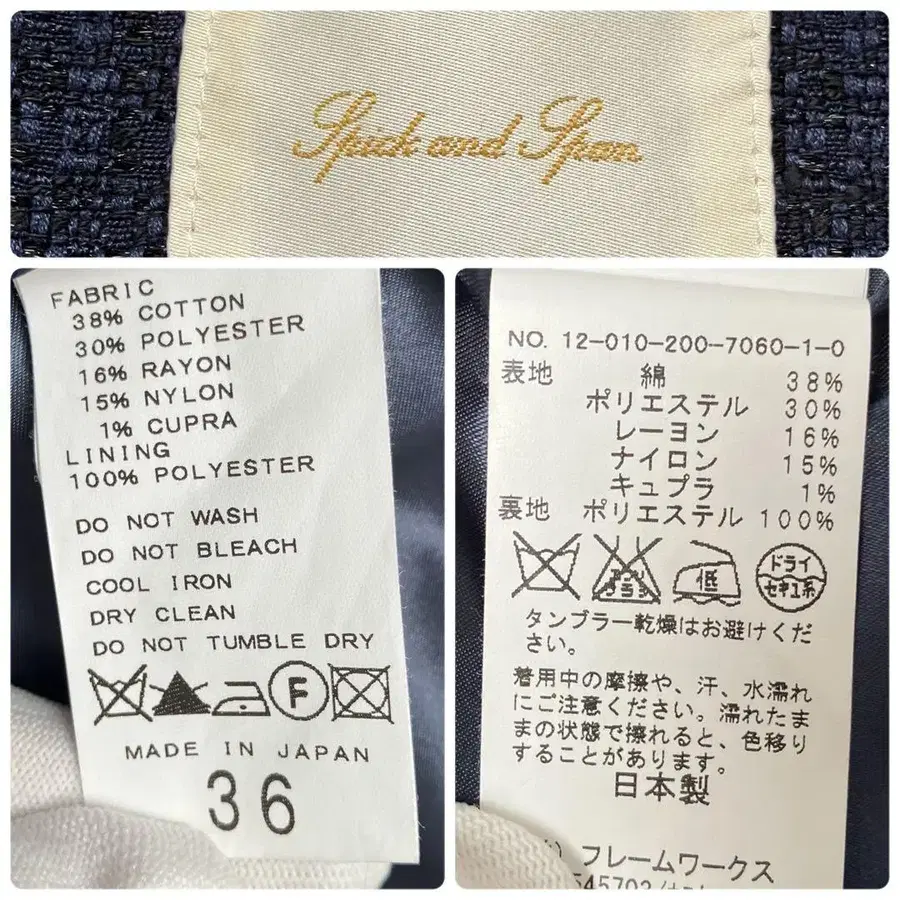 Spick and Span
FABRIC
38% COTTON
30% POLYESTER
16% RAYON
15% NYLON
1% CUPRA
LINING
100% POLYESTER
DO NOT WASH
DO NOT BLEACH
COOL IRON
DRY CLEAN
DO NOT TUMBLE DRY
F
MADE IN JAPAN
36
NO. 12-010-200-7060-1-0
表地 綿 38%
ポリエステル 30%
レーヨン 16%
ナイロン 15%
キュプラ 1%
裏地 ポリエステル 100%
低
ドライ
セキユ系
タンブラー乾燥はお避けくだ
さい。
着用中の摩擦や、汗、水濡れ
にご注意ください。濡れたま
まの状態で擦れると、色移り
することがあります。
日本製
フレームワークス